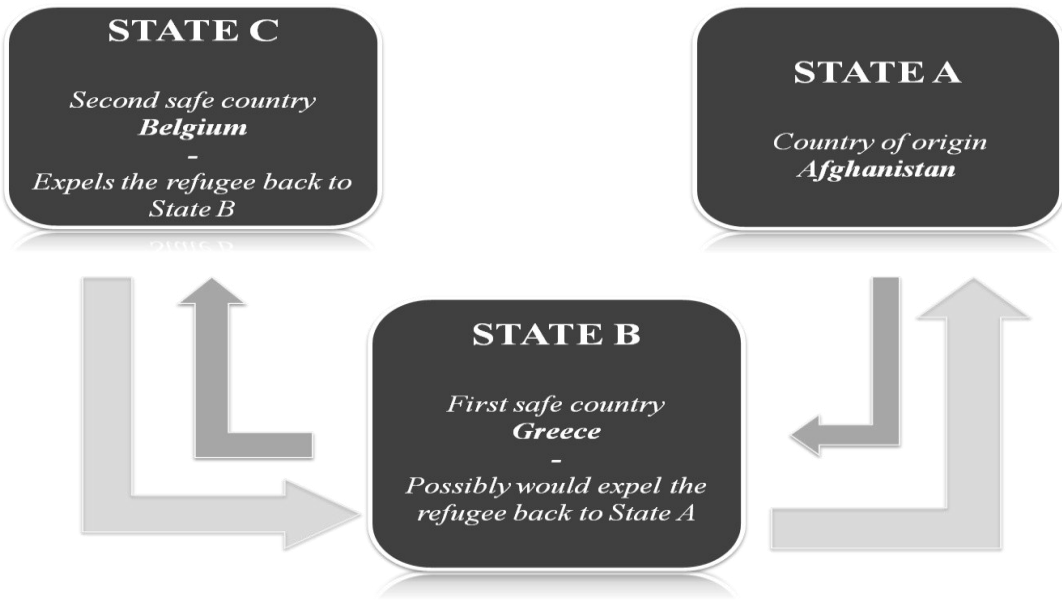 STATE C
Second safe country
Belgium
-
Expels the refugee back to
State B
STATE A
Country of origin
Afghanistan
STATE B
First safe country
Greece
-
Possibly would expel the
refugee back to State A